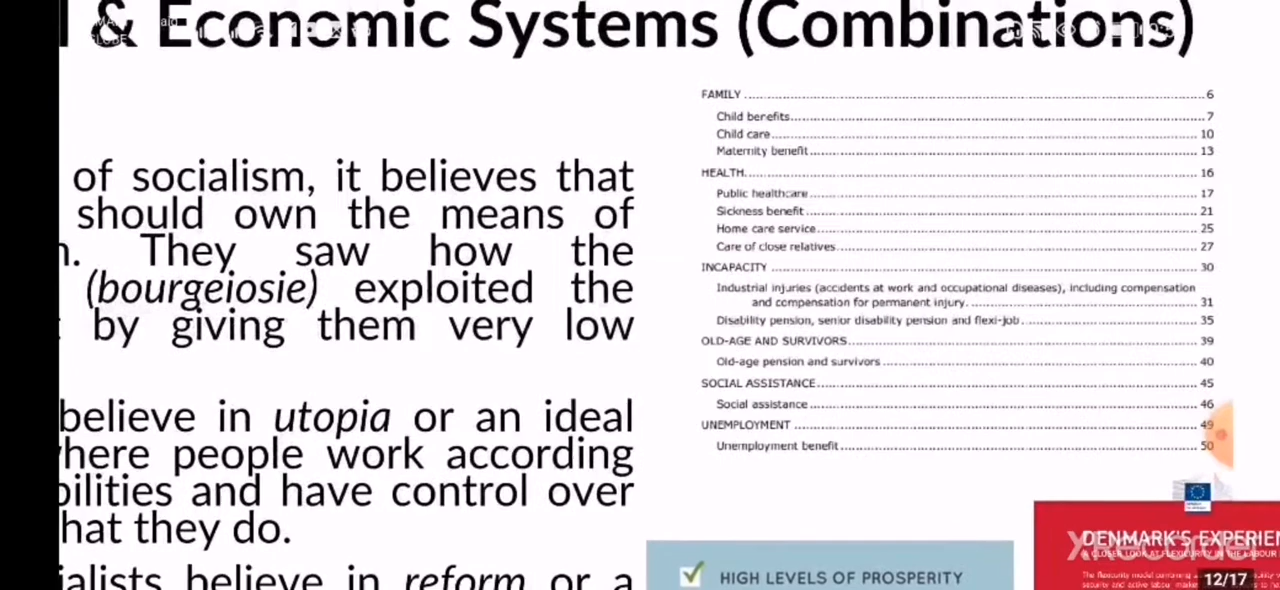 & Economic Systems (Combinations)
of socialism, it believes that
should own the means of
They saw how the
(bourgeiosie) exploited the
by giving them very low
believe in utopia or an ideal
where people work according
and have control over
that they do.
believe in reform or a
FAMILY ........ 6
Child benefits ........ 7
Child care ........ 10
Maternity benefit ........ 13
HEALTH ........ 16
Public healthcare ........ 17
Sickness benefit ........ 21
Home care service ........ 25
Care of close relatives ........ 27
INCAPACITY ........ 30
Industrial injuries (accidents at work and occupational diseases), including compensation
and compensation for permanent injury. ........ 31
Disability pension, senior disability pension and flexi-job ........ 35
OLD-AGE AND SURVIVORS ........ 39
Old-age pension and survivors ........ 40
SOCIAL ASSISTANCE ........ 45
Social assistance ........ 46
UNEMPLOYMENT ........ 49
Unemployment benefit ........ 50
HIGH LEVELS OF PROSPERITY
DENMARK'S
A CLOSER LOOK AT FLEXICURITY IN THE LABOUR
12/17